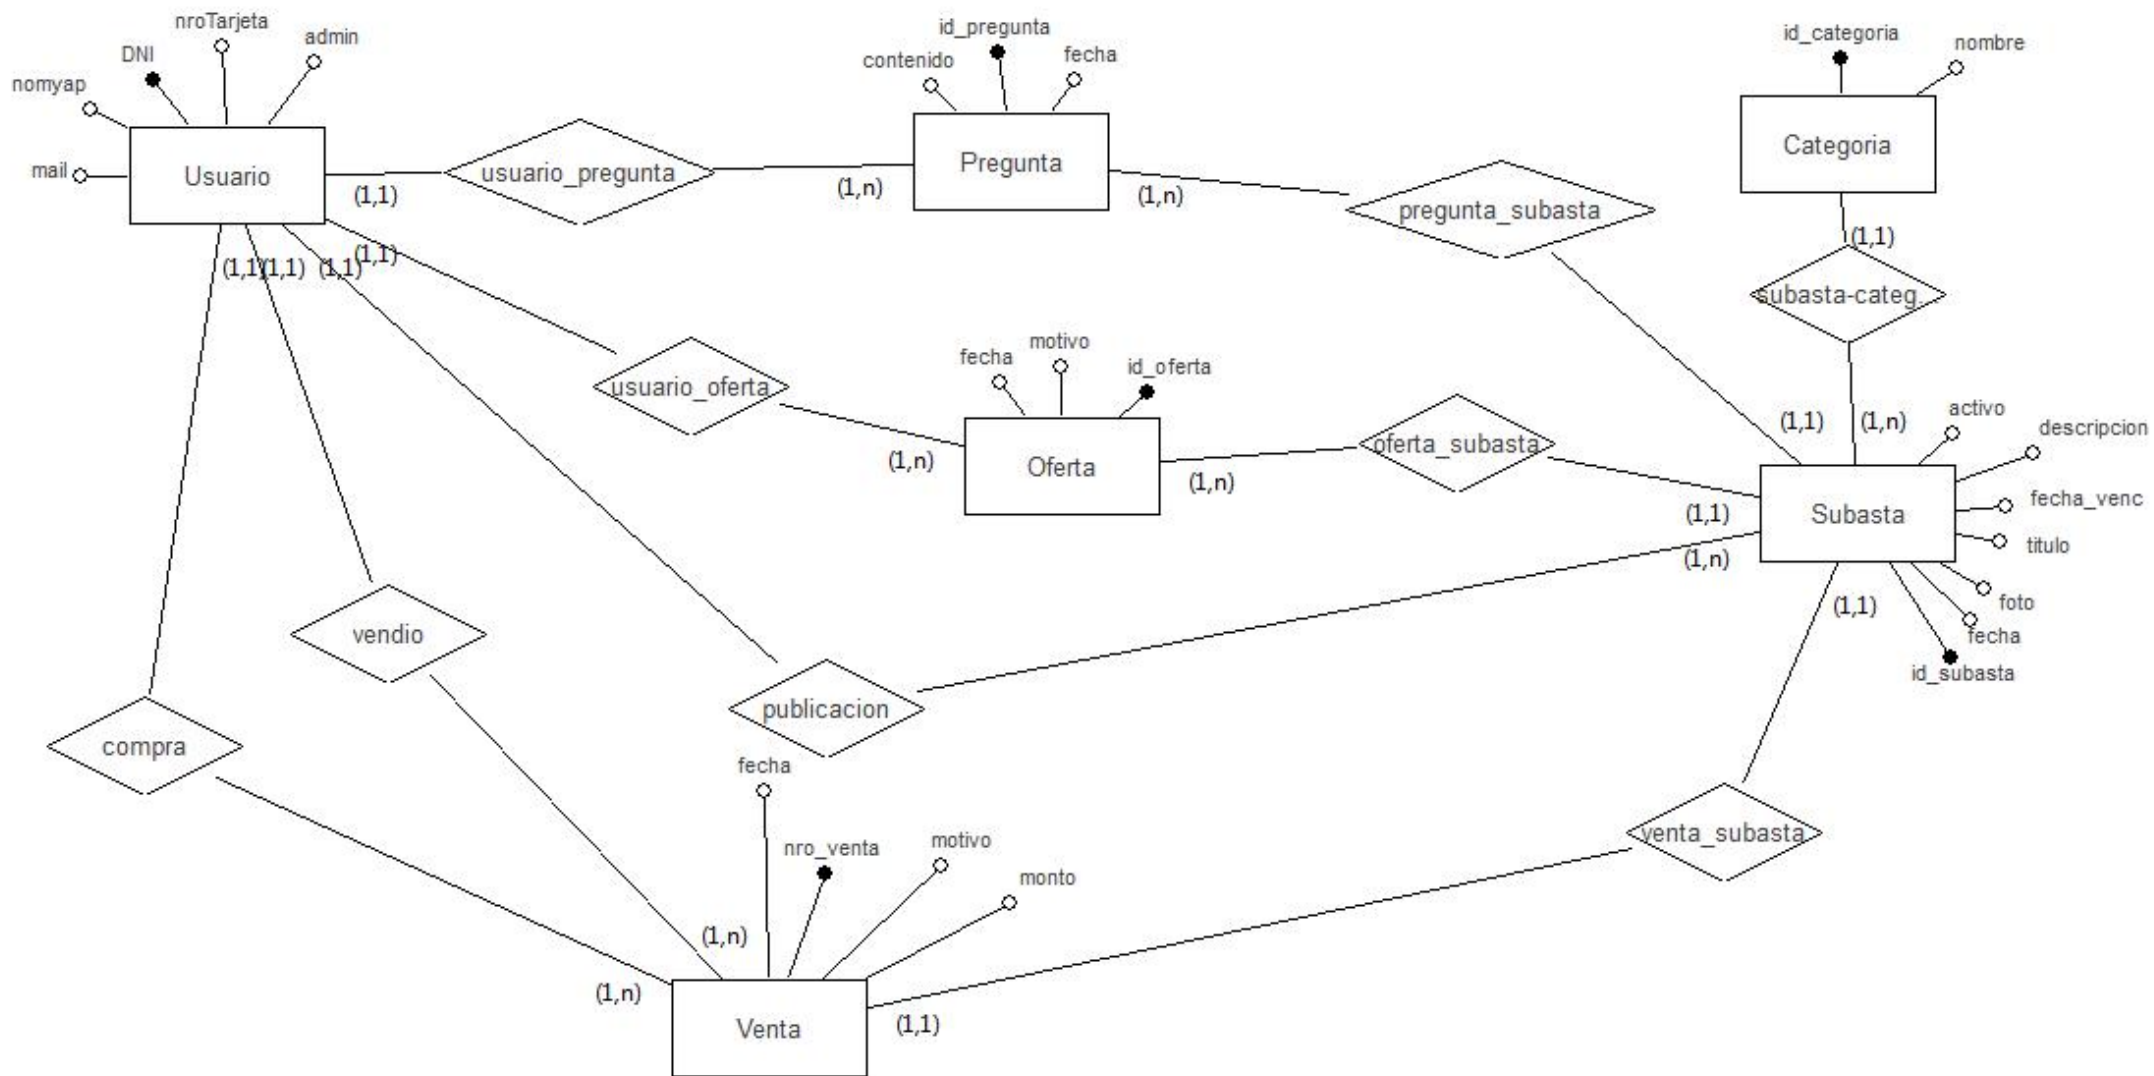 nroTarjeta
admin
DNI
nomyap
mail
Usuario
(1,1)
usuario_pregunta
(1,n)
id_pregunta
contenido
fecha
Pregunta
(1,n)
pregunta_subasta
id_categoria
nombre
Categoria
(1,1)
subasta-categ.
(1,1)
(1,1)
(1,1)
(1,1)
usuario_oferta
(1,n)
fecha
motivo
id_oferta
Oferta
(1,n)
oferta_subasta
(1,1)
(1,n)
activo
descripcion
fecha_venc
Subasta
titulo
(1,1)
(1,n)
foto
fecha
id_subasta
(1,1)
vendio
publicacion
compra
fecha
nro_venta
motivo
monto
venta_subasta
(1,n)
(1,n)
Venta
(1,1)